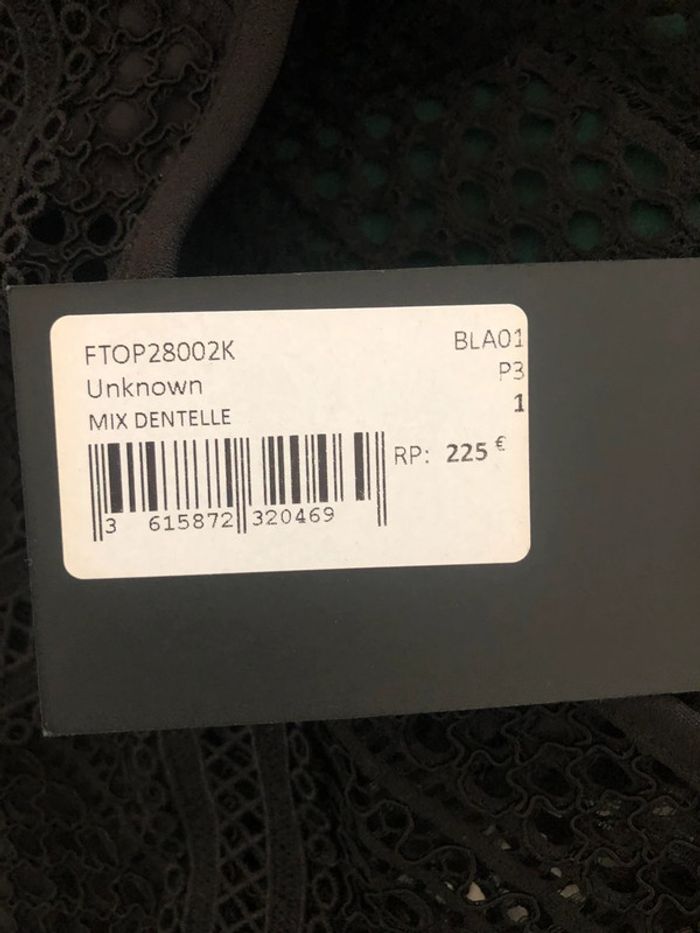 FTOP28002K BLA01
Unknown P3
MIX DENTELLE 1
RP: 225 €
3 615872 320469